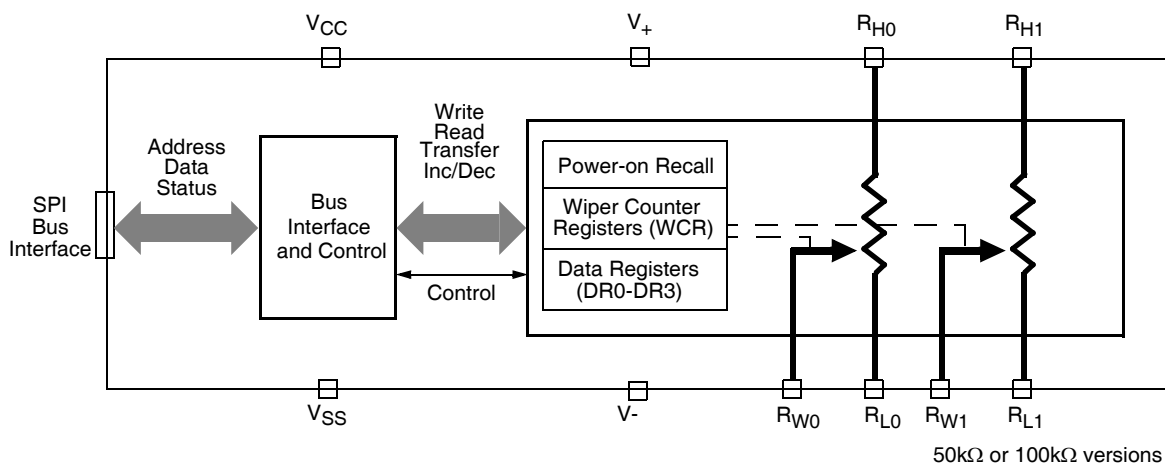 VCC
V+
RH0
RH1
Address
Data
Status
Write
Read
Transfer
Inc/Dec
SPI
Bus
Interface
Bus
Interface
and Control
Control
Power-on Recall
Wiper Counter
Registers (WCR)
Data Registers
(DR0-DR3)
VSS
V-
RW0
RL0
RW1
RL1
50kΩ or 100kΩ versions